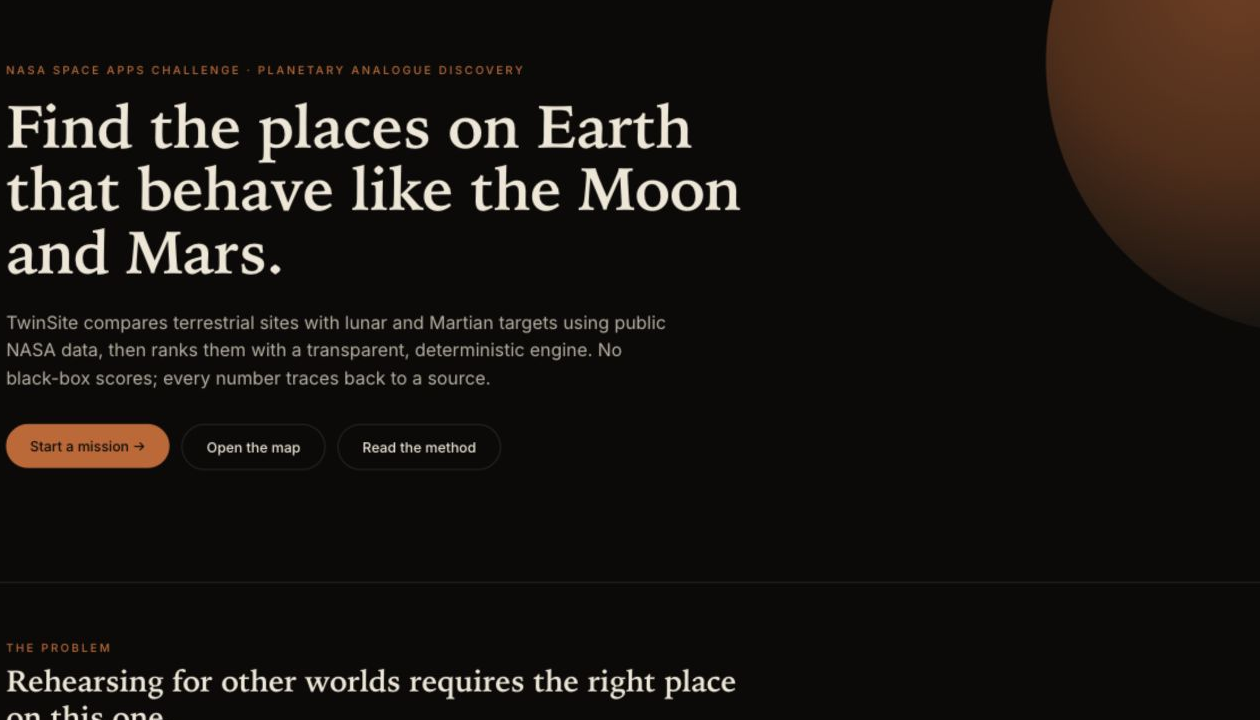 NASA SPACE APPS CHALLENGE · PLANETARY ANALOGUE DISCOVERY
Find the places on Earth
that behave like the Moon
and Mars.
TwinSite compares terrestrial sites with lunar and Martian targets using public
NASA data, then ranks them with a transparent, deterministic engine. No
black-box scores; every number traces back to a source.
Start a mission →
Open the map
Read the method
THE PROBLEM
Rehearsing for other worlds requires the right place
on this one